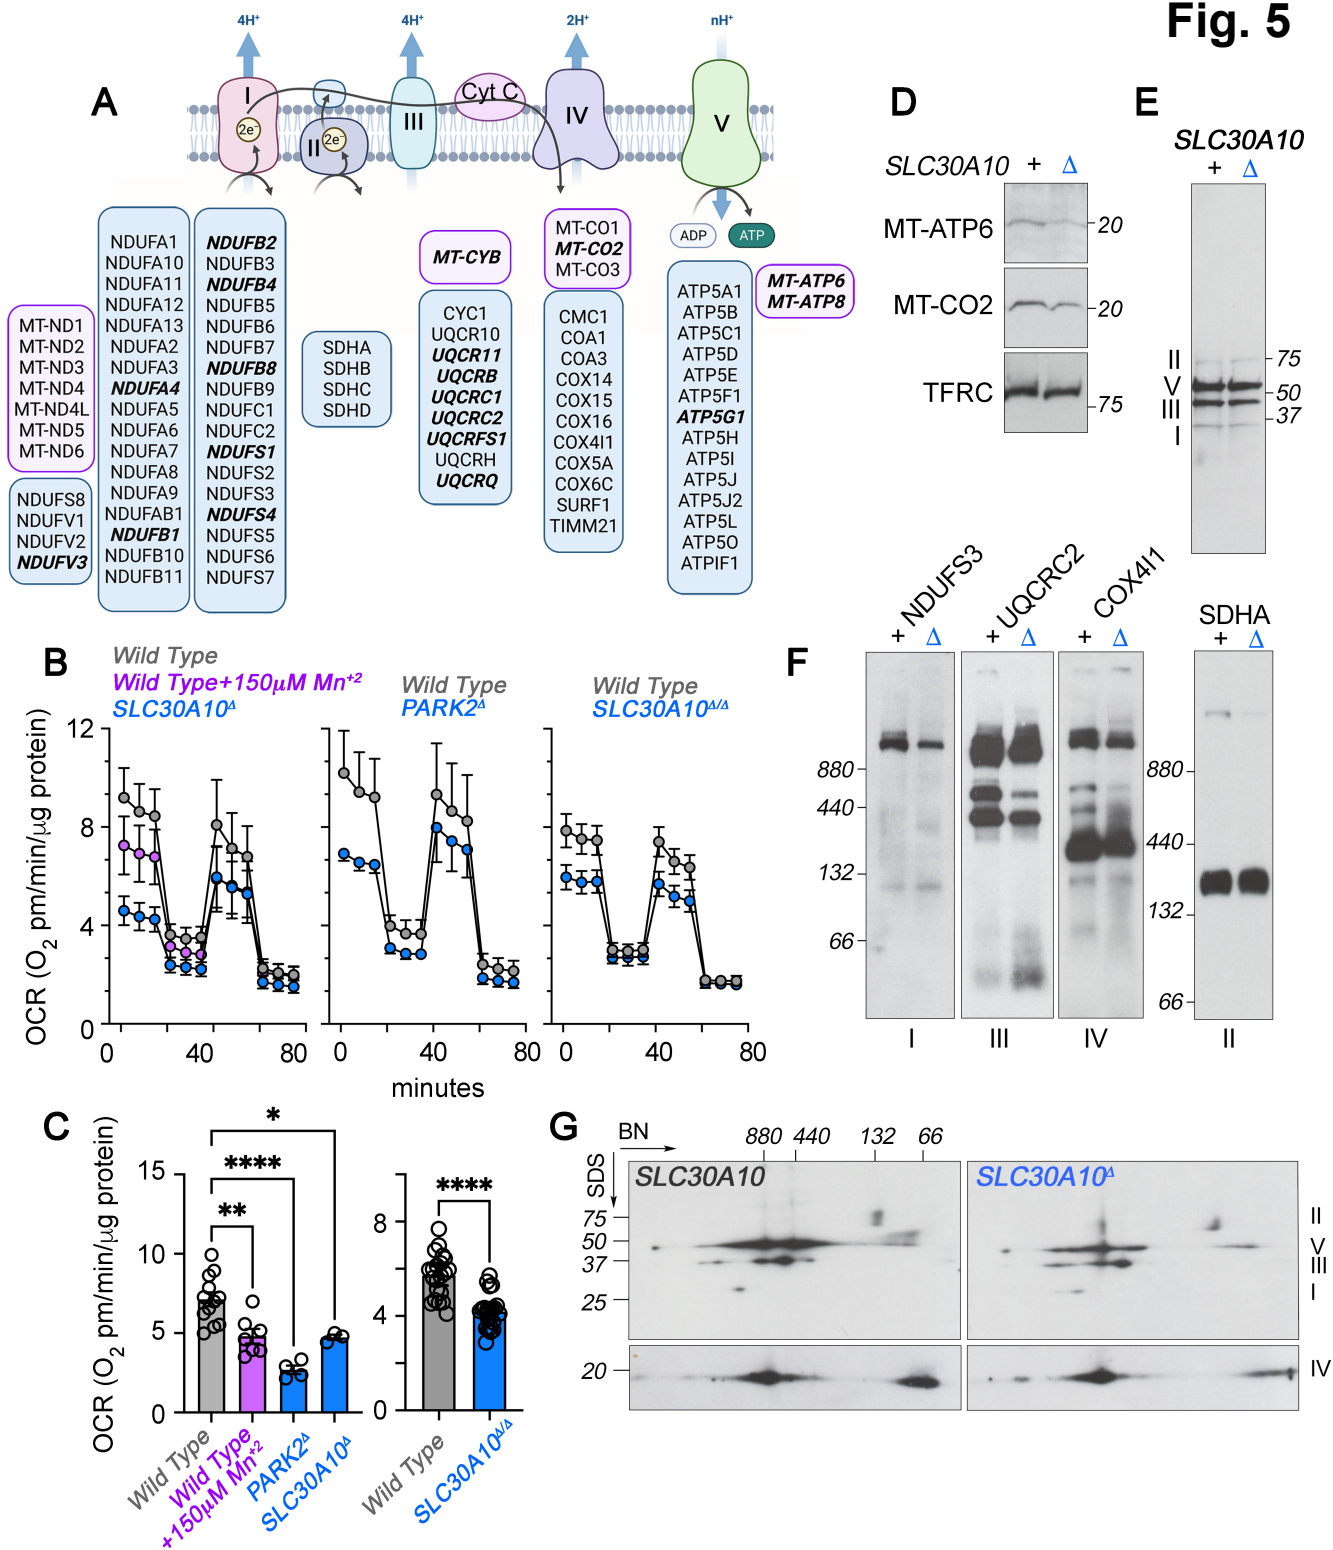 Fig. 5
A
4H⁺
4H⁺
2H⁺
nH⁺
I
2e⁻
II
2e⁻
III
Cyt C
IV
V
ADP
ATP
MT-ND1
MT-ND2
MT-ND3
MT-ND4
MT-ND4L
MT-ND5
MT-ND6
NDUFS8
NDUFV1
NDUFV2
NDUFV3
NDUFA1
NDUFA10
NDUFA11
NDUFA12
NDUFA13
NDUFA2
NDUFA3
NDUFA4
NDUFA5
NDUFA6
NDUFA7
NDUFA8
NDUFA9
NDUFAB1
NDUFB1
NDUFB10
NDUFB11
NDUFB2
NDUFB3
NDUFB4
NDUFB5
NDUFB6
NDUFB7
NDUFB8
NDUFB9
NDUFC1
NDUFC2
NDUFS1
NDUFS2
NDUFS3
NDUFS4
NDUFS5
NDUFS6
NDUFS7
SDHA
SDHB
SDHC
SDHD
MT-CYB
CYC1
UQCR10
UQCR11
UQCRB
UQCRC1
UQCRC2
UQCRFS1
UQCRH
UQCRQ
MT-CO1
MT-CO2
MT-CO3
CMC1
COA1
COA3
COX14
COX15
COX16
COX4I1
COX5A
COX6C
SURF1
TIMM21
ATP5A1
ATP5B
ATP5C1
ATP5D
ATP5E
ATP5F1
ATP5G1
ATP5H
ATP5I
ATP5J
ATP5J2
ATP5L
ATP5O
ATPIF1
MT-ATP6
MT-ATP8
B
Wild Type
Wild Type+150µM Mn⁺²
SLC30A10Δ
Wild Type
PARK2Δ
Wild Type
SLC30A10Δ/Δ
OCR (O₂ pm/min/µg protein)
12
8
4
0
0 40 80
0 40 80
0 40 80
minutes
C
OCR (O₂ pm/min/µg protein)
*
****
**
15
10
5
0
Wild Type
Wild Type
+150µM Mn⁺²
PARK2Δ
SLC30A10Δ
****
8
4
0
Wild Type
SLC30A10Δ/Δ
D
SLC30A10 + Δ
MT-ATP6 20
MT-CO2 20
TFRC 75
E
SLC30A10
+ Δ
II
V
III
I
75
50
37
F
NDUFS3
+ Δ
UQCRC2
+ Δ
COX4I1
+ Δ
SDHA
+ Δ
880
440
132
66
880
440
132
66
I
III
IV
II
G
BN
880 440 132 66
SDS
SLC30A10
SLC30A10Δ
75
50
37
25
20
II
V
III
I
IV